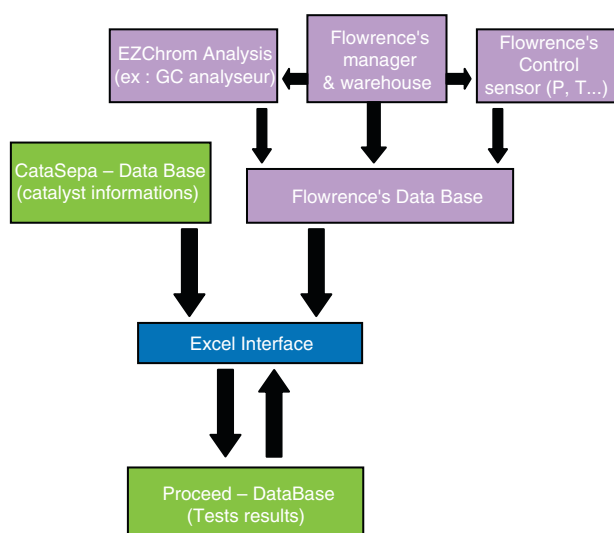 EZChrom Analysis
(ex : GC analyseur)
Flowrence's
manager
& warehouse
Flowrence's
Control
sensor (P, T...)
CataSepa – Data Base
(catalyst informations)
Flowrence's Data Base
Excel Interface
Proceed – DataBase
(Tests results)